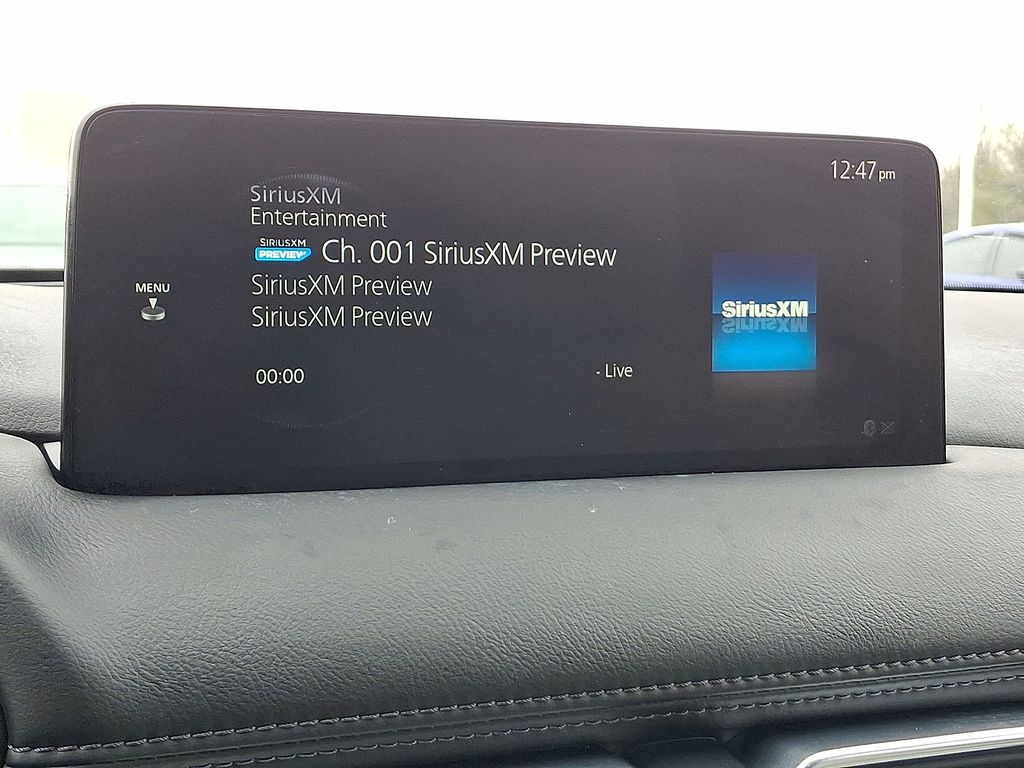 12:47 pm
SiriusXM
Entertainment
SIRIUSXM
PREVIEW
Ch. 001 SiriusXM Preview
SiriusXM Preview
SiriusXM Preview
MENU
SiriusXM
00:00
- Live